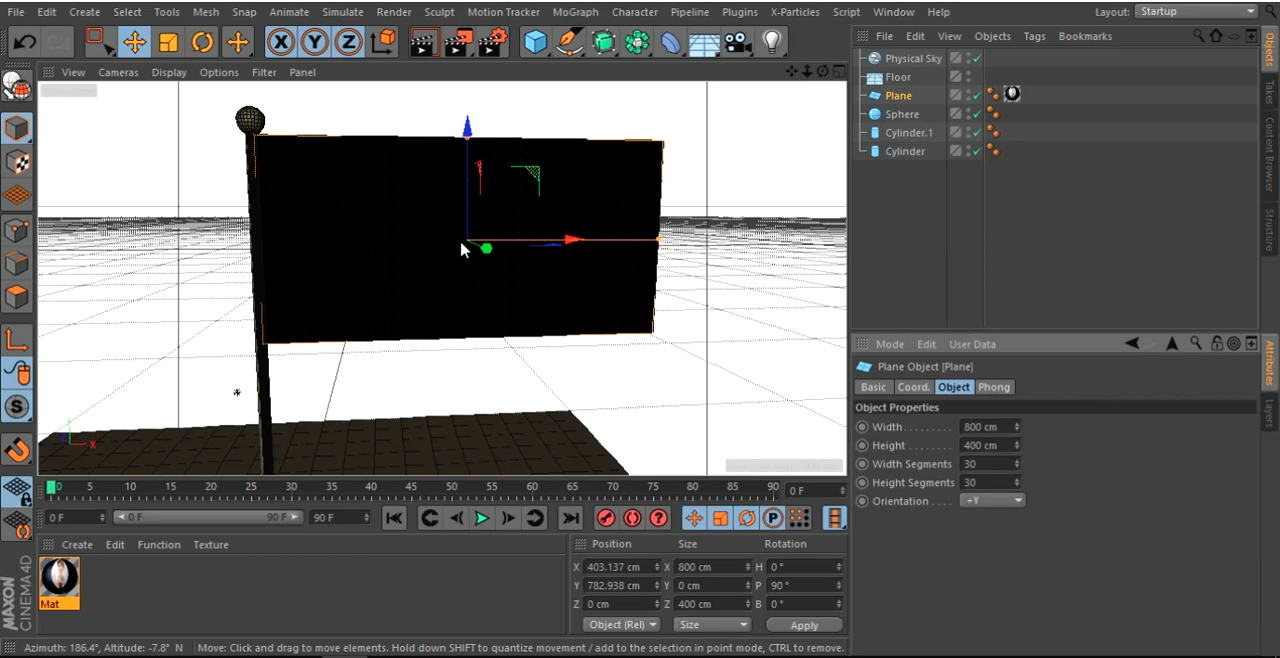 File Edit Create Select Tools Mesh Snap Animate Simulate Render Sculpt Motion Tracker MoGraph Character Pipeline Plugins X-Particles Script Window Help Layout: Startup
X Y Z
View Cameras Display Options Filter Panel
File Edit View Objects Tags Bookmarks
Physical Sky
Floor
Plane
Sphere
Cylinder.1
Cylinder
Objects
Takes
Content Browser
Structure
Mode Edit User Data
Plane Object [Plane]
Basic Coord. Object Phong
Object Properties
Width 800 cm
Height 400 cm
Width Segments 30
Height Segments 30
Orientation +Y
Attributes
Layers
X
S
0 5 10 15 20 25 30 35 40 45 50 55 60 65 70 75 80 85 90 0 F
0 F 0 F 90 F 90 F
P
Create Edit Function Texture
Mat
Position Size Rotation
X 403.137 cm X 800 cm H 0°
Y 782.938 cm Y 0 cm P 90°
Z 0 cm Z 400 cm B 0°
Object (Rel) Size Apply
MAXON
CINEMA4D
Azimuth: 186.4°, Altitude: -7.8° N Move: Click and drag to move elements. Hold down SHIFT to quantize movement / add to the selection in point mode, CTRL to remove.